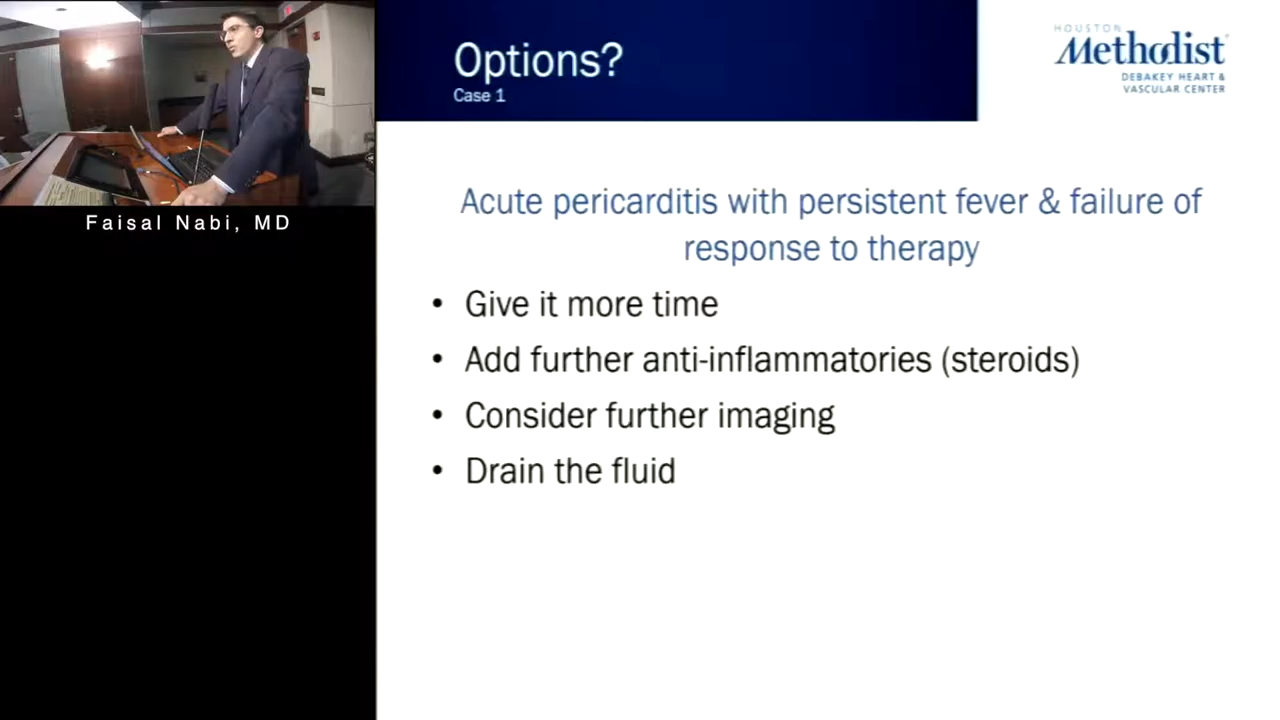 Options?
Case 1
HOUSTON
Methodist
DEBAKEY HEART &
VASCULAR CENTER
Faisal Nabi, MD
Acute pericarditis with persistent fever & failure of
response to therapy
• Give it more time
• Add further anti-inflammatories (steroids)
• Consider further imaging
• Drain the fluid